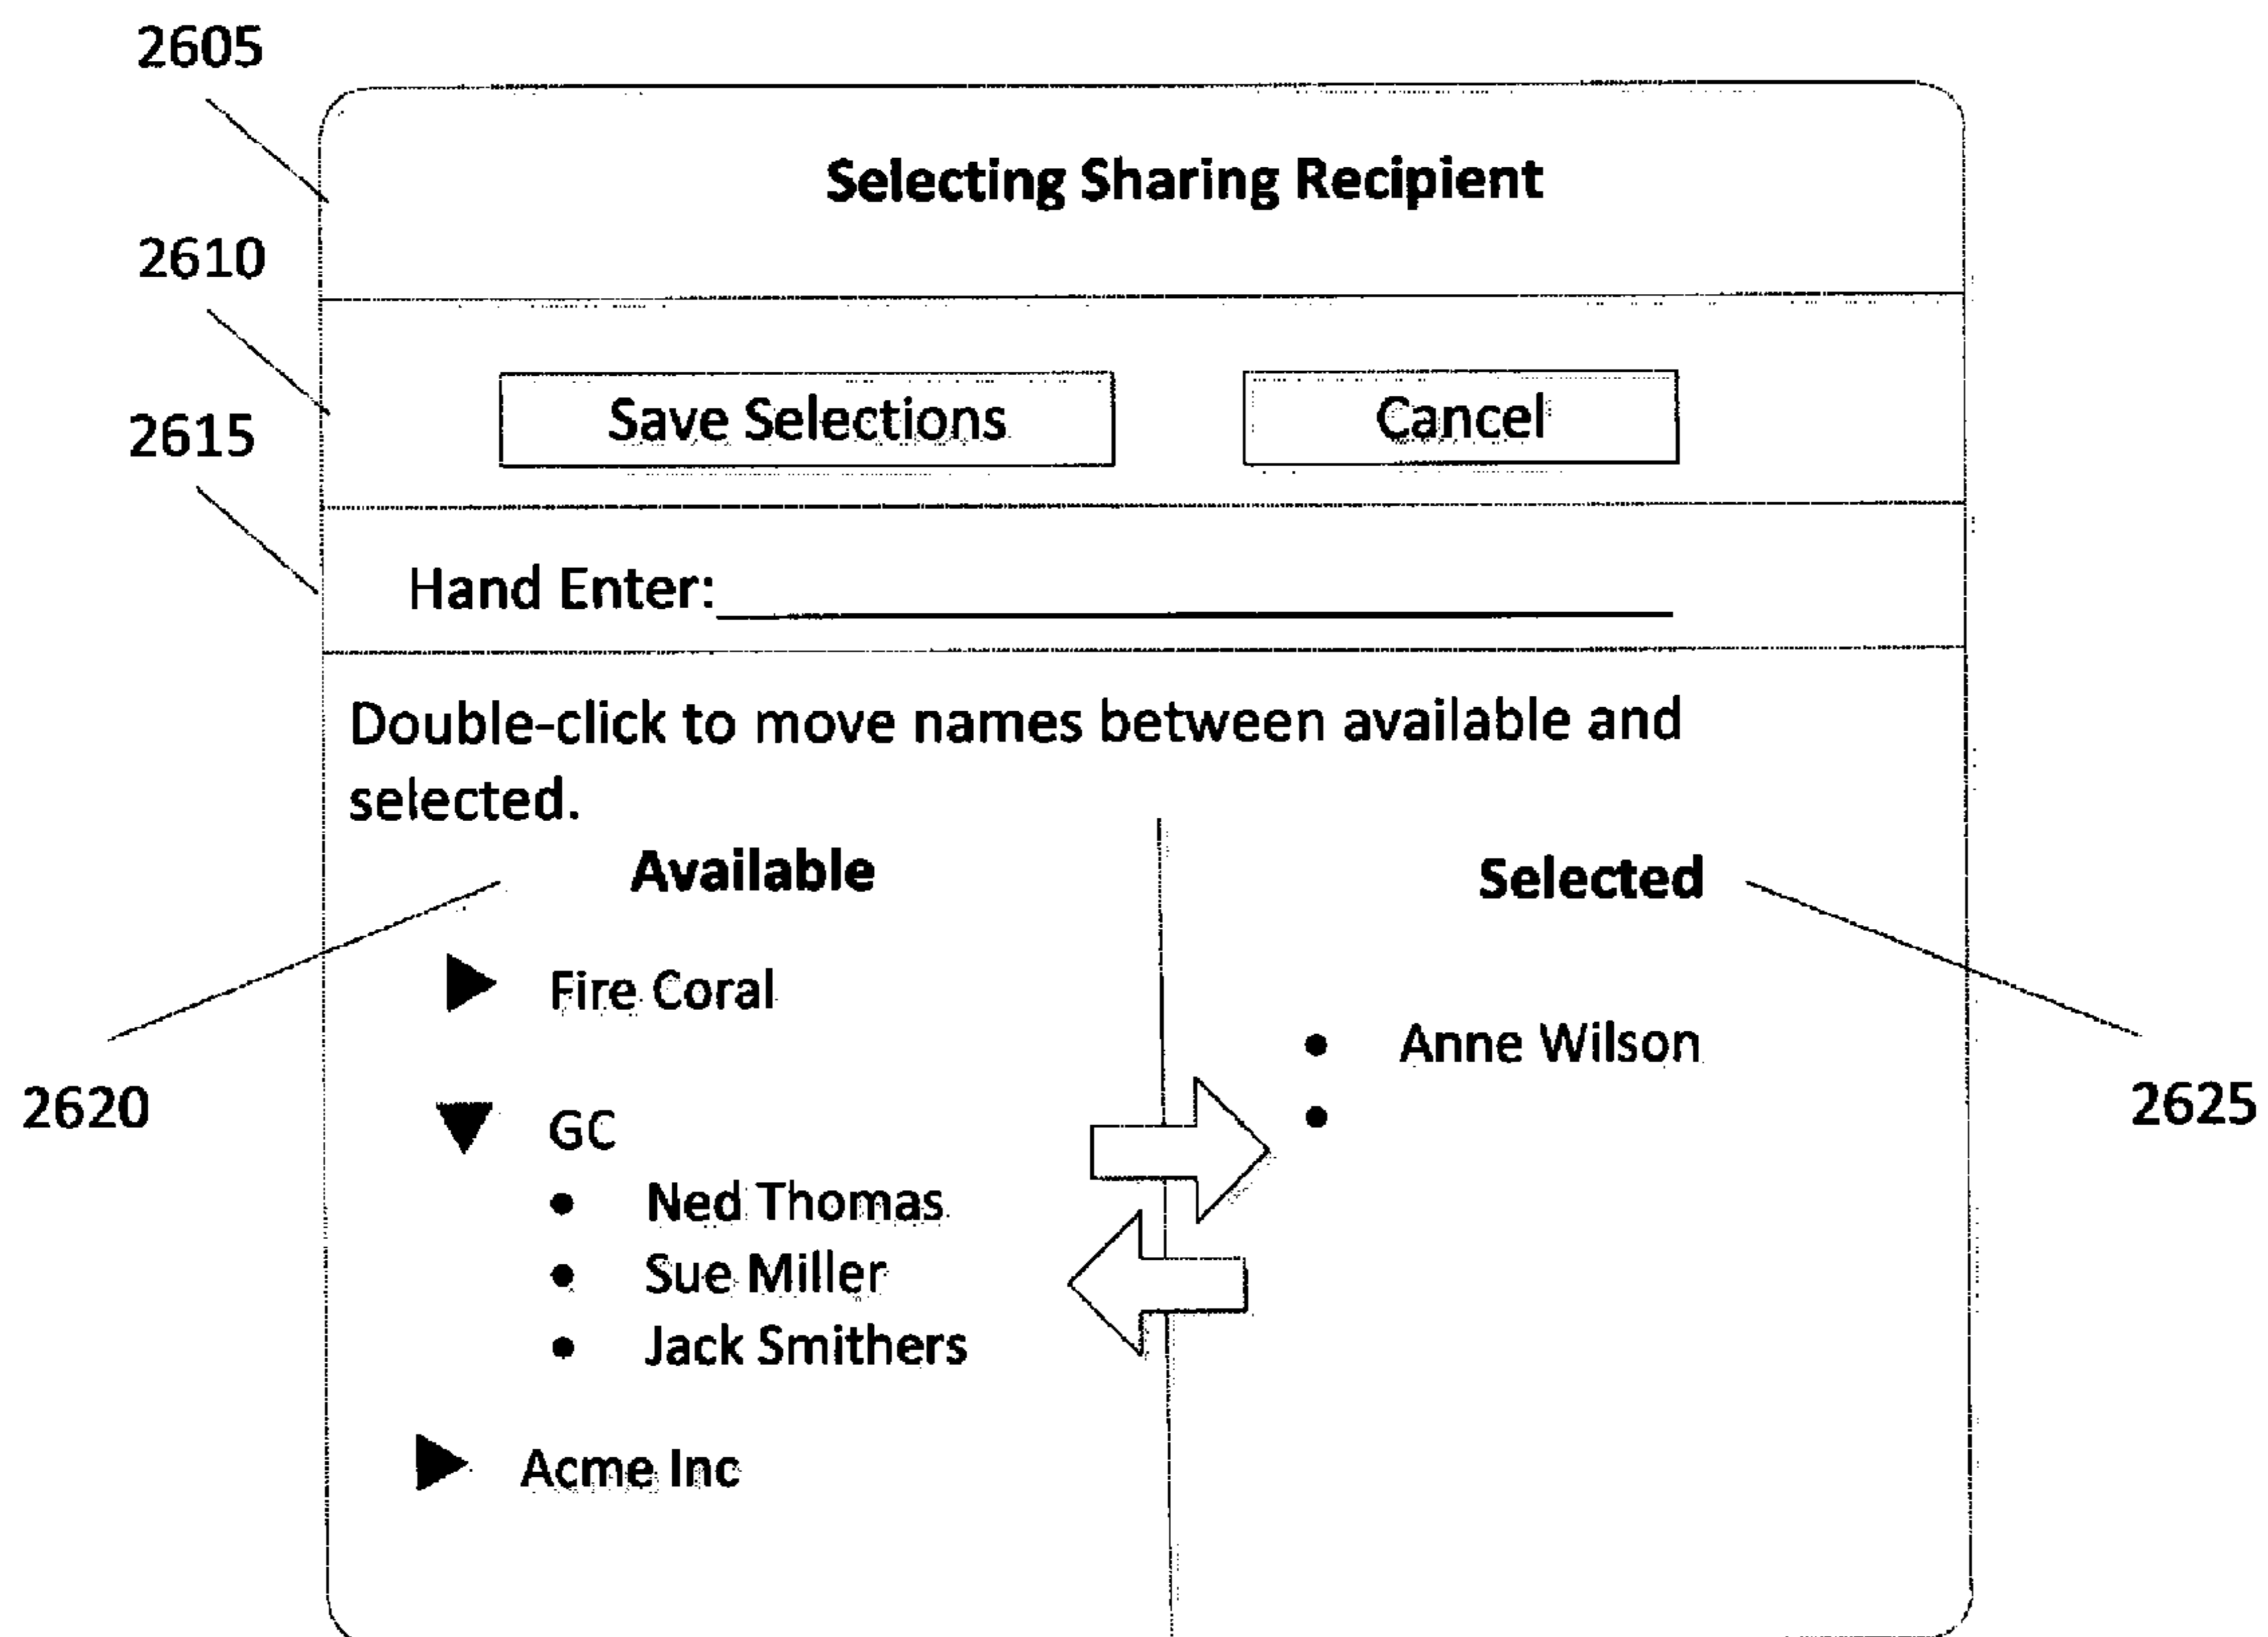 2605
Selecting Sharing Recipient
2610
Save Selections Cancel
2615
Hand Enter:
Double-click to move names between available and
selected.
Available Selected
Fire Coral
• Anne Wilson
2620 GC • 2625
• Ned Thomas
• Sue Miller
• Jack Smithers
Acme Inc